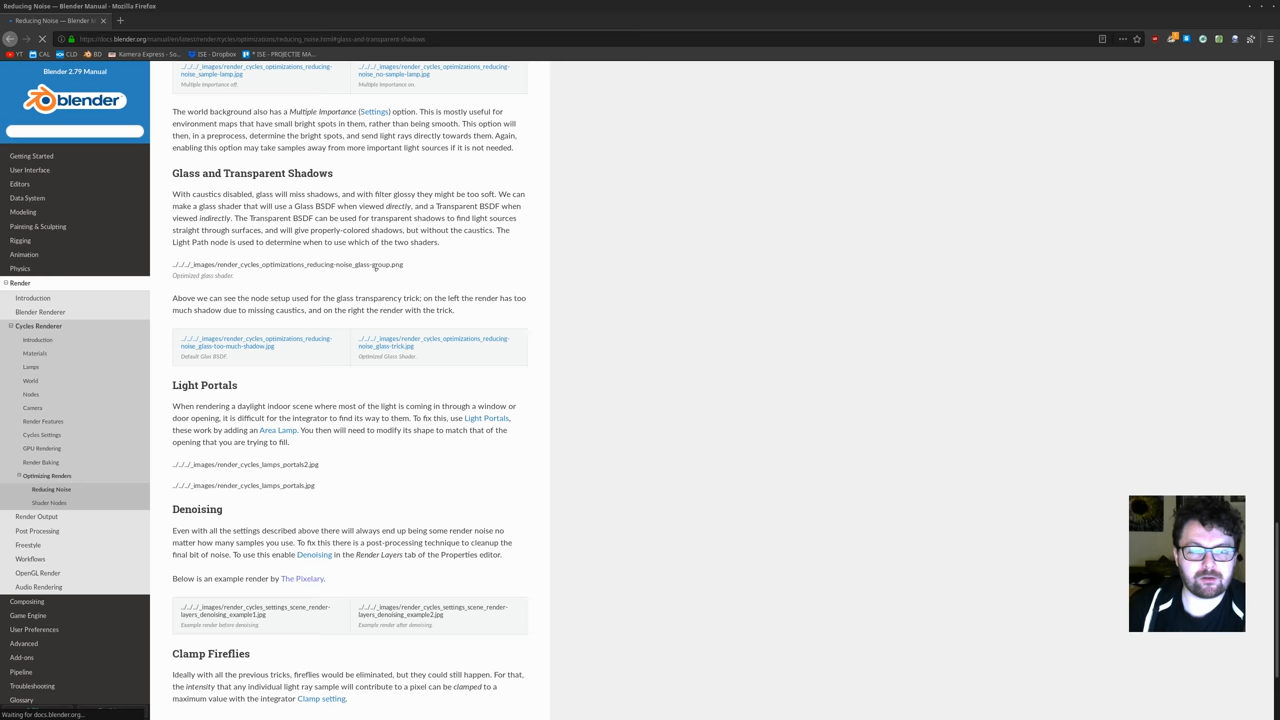 Reducing Noise — Blender Manual - Mozilla Firefox
Reducing Noise — Blender M
https://docs.blender.org/manual/en/latest/render/cycles/optimizations/reducing_noise.html#glass-and-transparent-shadows
YT CAL CLD BD Kamera Express - So... ISE - Dropbox * ISE - PROJECTIE MA...
Blender 2.79 Manual
blender
Getting Started
User Interface
Editors
Data System
Modeling
Painting & Sculpting
Rigging
Animation
Physics
Render
Introduction
Blender Renderer
Cycles Renderer
Introduction
Materials
Lamps
World
Nodes
Camera
Render Features
Cycles Settings
GPU Rendering
Render Baking
Optimizing Renders
Reducing Noise
Shader Nodes
Render Output
Post Processing
Freestyle
Workflows
OpenGL Render
Audio Rendering
Compositing
Game Engine
User Preferences
Advanced
Add-ons
Pipeline
Troubleshooting
Glossary
Waiting for docs.blender.org...
../../../_images/render_cycles_optimizations_reducing-
noise_sample-lamp.jpg
Multiple Importance off.
../../../_images/render_cycles_optimizations_reducing-
noise_no-sample-lamp.jpg
Multiple Importance on.
The world background also has a Multiple Importance (Settings) option. This is mostly useful for
environment maps that have small bright spots in them, rather than being smooth. This option will
then, in a preprocess, determine the bright spots, and send light rays directly towards them. Again,
enabling this option may take samples away from more important light sources if it is not needed.
Glass and Transparent Shadows
With caustics disabled, glass will miss shadows, and with filter glossy they might be too soft. We can
make a glass shader that will use a Glass BSDF when viewed directly, and a Transparent BSDF when
viewed indirectly. The Transparent BSDF can be used for transparent shadows to find light sources
straight through surfaces, and will give properly-colored shadows, but without the caustics. The
Light Path node is used to determine when to use which of the two shaders.
../../../_images/render_cycles_optimizations_reducing-noise_glass-group.png
Optimized glass shader.
Above we can see the node setup used for the glass transparency trick; on the left the render has too
much shadow due to missing caustics, and on the right the render with the trick.
../../../_images/render_cycles_optimizations_reducing-
noise_glass-too-much-shadow.jpg
Default Glas BSDF.
../../../_images/render_cycles_optimizations_reducing-
noise_glass-trick.jpg
Optimized Glass Shader.
Light Portals
When rendering a daylight indoor scene where most of the light is coming in through a window or
door opening, it is difficult for the integrator to find its way to them. To fix this, use Light Portals,
these work by adding an Area Lamp. You then will need to modify its shape to match that of the
opening that you are trying to fill.
../../../_images/render_cycles_lamps_portals2.jpg
../../../_images/render_cycles_lamps_portals.jpg
Denoising
Even with all the settings described above there will always end up being some render noise no
matter how many samples you use. To fix this there is a post-processing technique to cleanup the
final bit of noise. To use this enable Denoising in the Render Layers tab of the Properties editor.
Below is an example render by The Pixelary.
../../../_images/render_cycles_settings_scene_render-
layers_denoising_example1.jpg
Example render before denoising.
../../../_images/render_cycles_settings_scene_render-
layers_denoising_example2.jpg
Example render after denoising.
Clamp Fireflies
Ideally with all the previous tricks, fireflies would be eliminated, but they could still happen. For that,
the intensity that any individual light ray sample will contribute to a pixel can be clamped to a
maximum value with the integrator Clamp setting.